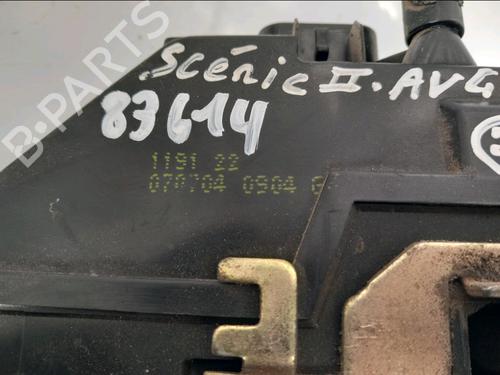 Scénic II. AVG
83614
1191 22
070704 0904
B-PARTS